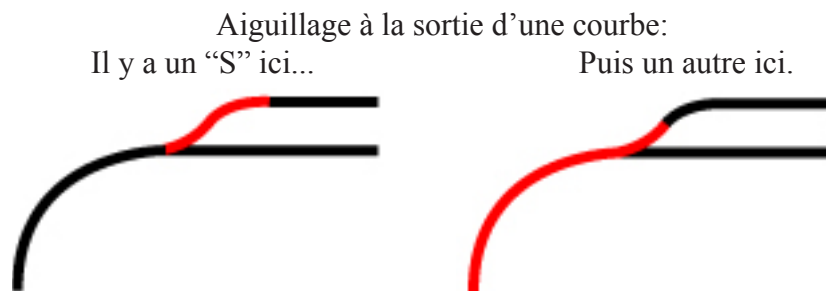 Aiguillage à la sortie d’une courbe:
Il y a un “S” ici...
Puis un autre ici.